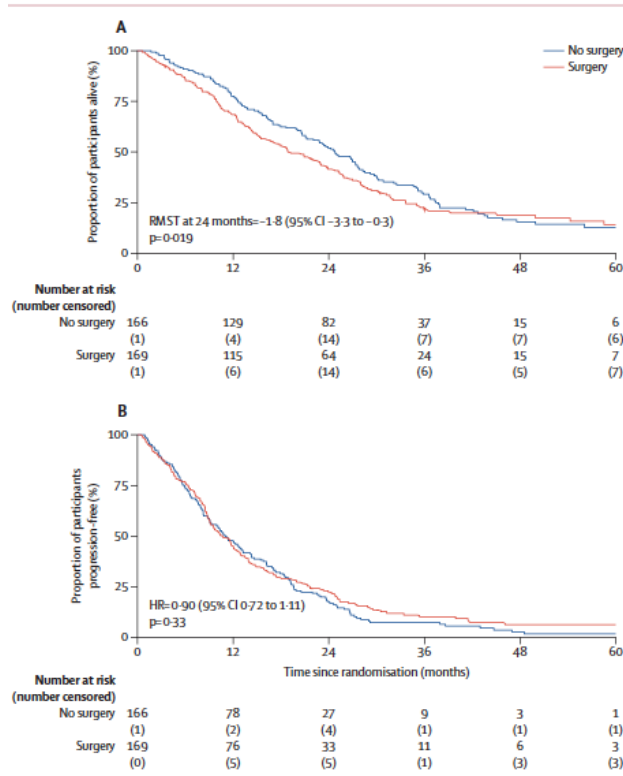 A
100
75
50
25
0
Proportion of participants alive (%)
No surgery
Surgery
RMST at 24 months=–1·8 (95% CI –3·3 to –0·3)
p=0·019
0 12 24 36 48 60
Number at risk
(number censored)
No surgery 166 129 82 37 15 6
(1) (4) (14) (7) (7) (6)
Surgery 169 115 64 24 15 7
(1) (6) (14) (6) (5) (7)
B
100
75
50
25
0
Proportion of participants
progression-free (%)
HR=0·90 (95% CI 0·72 to 1·11)
p=0·33
0 12 24 36 48 60
Time since randomisation (months)
Number at risk
(number censored)
No surgery 166 78 27 9 3 1
(1) (2) (4) (1) (1) (1)
Surgery 169 76 33 11 6 3
(0) (5) (5) (1) (3) (3)